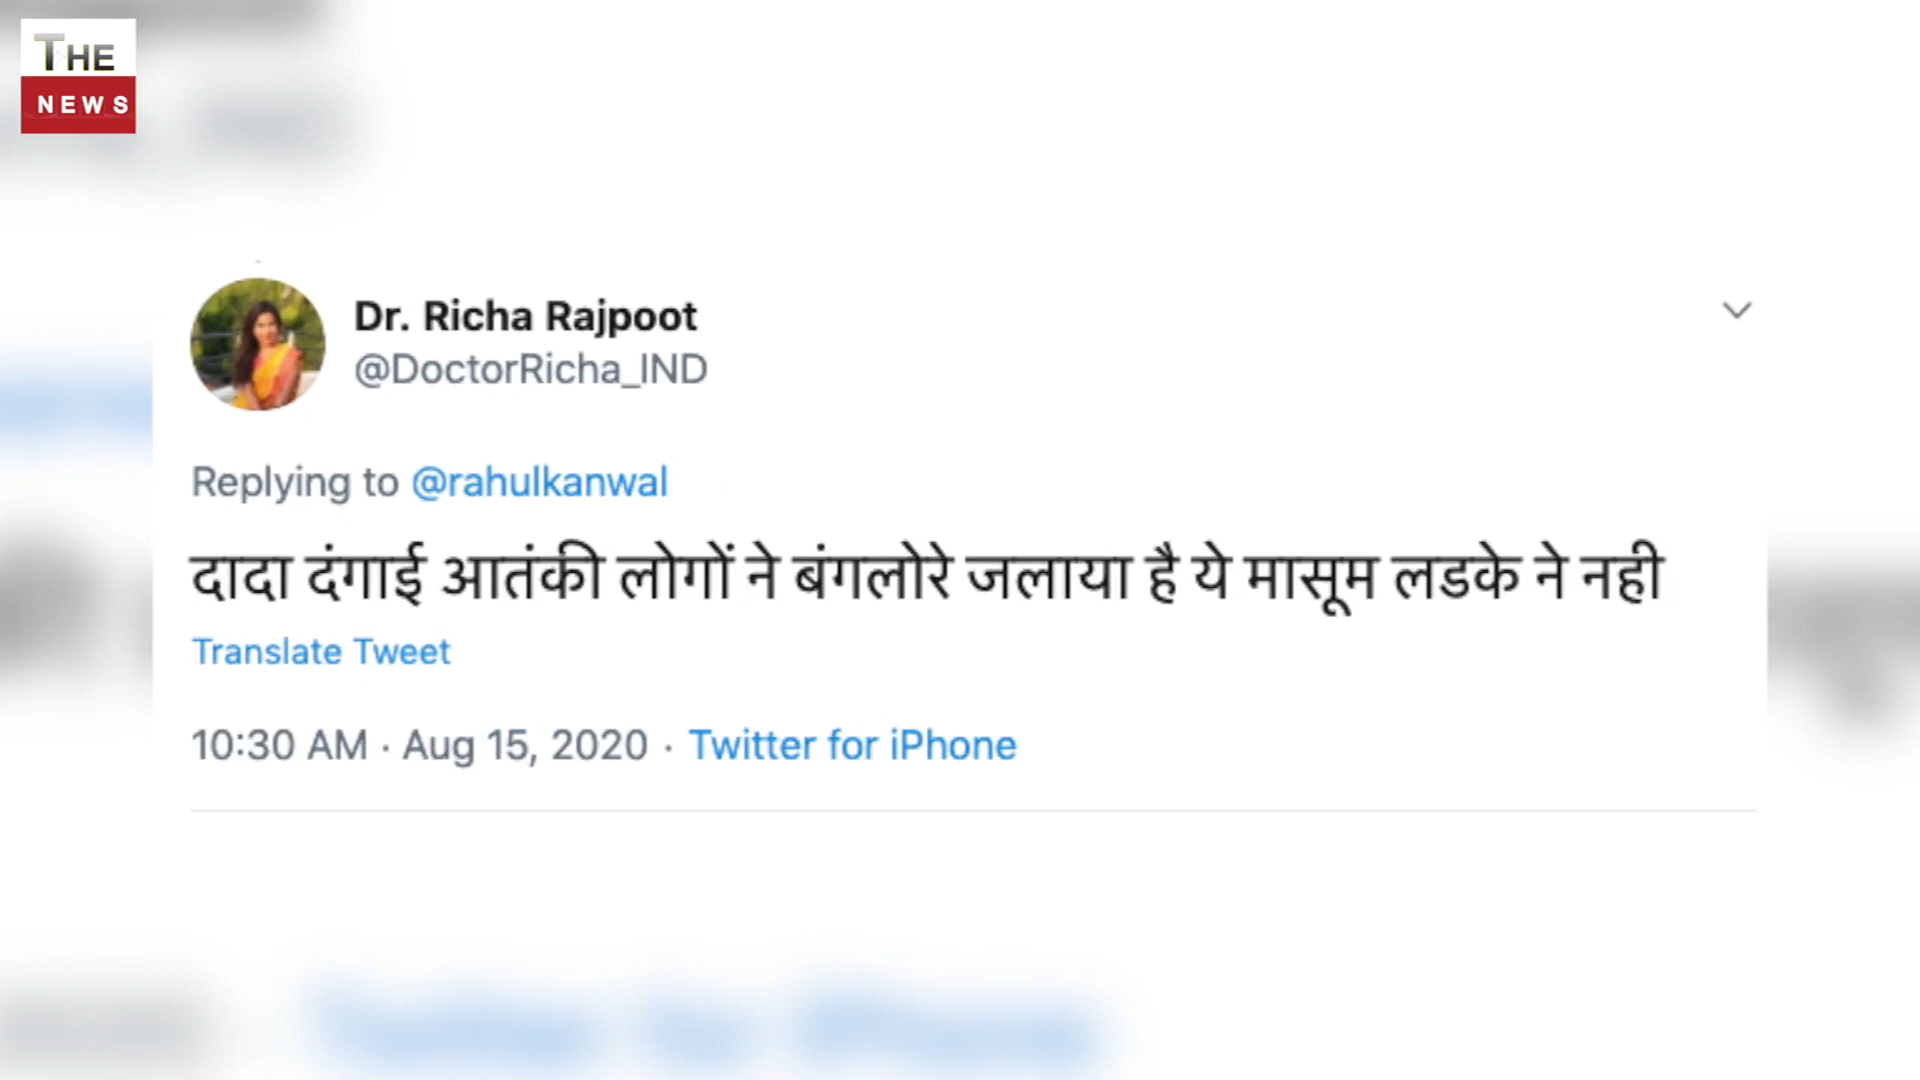 THE
NEWS
Dr. Richa Rajpoot
@DoctorRicha_IND
Replying to @rahulkanwal
दादा दंगाई आतंकी लोगों ने बंगलोरे जलाया है ये मासूम लडके ने नही
Translate Tweet
10:30 AM · Aug 15, 2020 · Twitter for iPhone